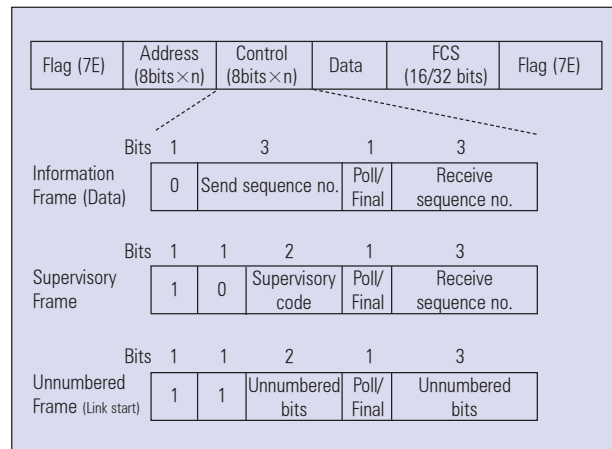 Flag (7E) Address (8bits×n) Control (8bits×n) Data FCS (16/32 bits) Flag (7E)
Bits 1 3 1 3
Information Frame (Data) 0 Send sequence no. Poll/ Final Receive sequence no.
Bits 1 1 2 1 3
Supervisory Frame 1 0 Supervisory code Poll/ Final Receive sequence no.
Bits 1 1 2 1 3
Unnumbered Frame (Link start) 1 1 Unnumbered bits Poll/ Final Unnumbered bits